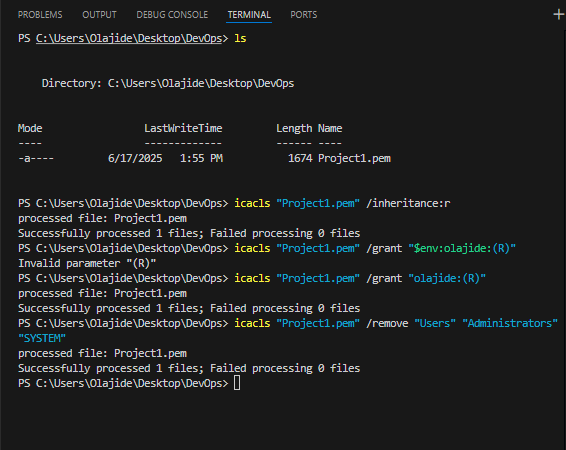 PROBLEMS OUTPUT DEBUG CONSOLE TERMINAL PORTS
PS C:\Users\Olajide\Desktop\DevOps> ls
Directory: C:\Users\Olajide\Desktop\DevOps
Mode LastWriteTime Length Name
---- ------------- ------ ----
-a---- 6/17/2025 1:55 PM 1674 Project1.pem
PS C:\Users\Olajide\Desktop\DevOps> icacls "Project1.pem" /inheritance:r
processed file: Project1.pem
Successfully processed 1 files; Failed processing 0 files
PS C:\Users\Olajide\Desktop\DevOps> icacls "Project1.pem" /grant "$env:olajide:(R)"
Invalid parameter "(R)"
PS C:\Users\Olajide\Desktop\DevOps> icacls "Project1.pem" /grant "olajide:(R)"
processed file: Project1.pem
Successfully processed 1 files; Failed processing 0 files
PS C:\Users\Olajide\Desktop\DevOps> icacls "Project1.pem" /remove "Users" "Administrators"
"SYSTEM"
processed file: Project1.pem
Successfully processed 1 files; Failed processing 0 files
PS C:\Users\Olajide\Desktop\DevOps>